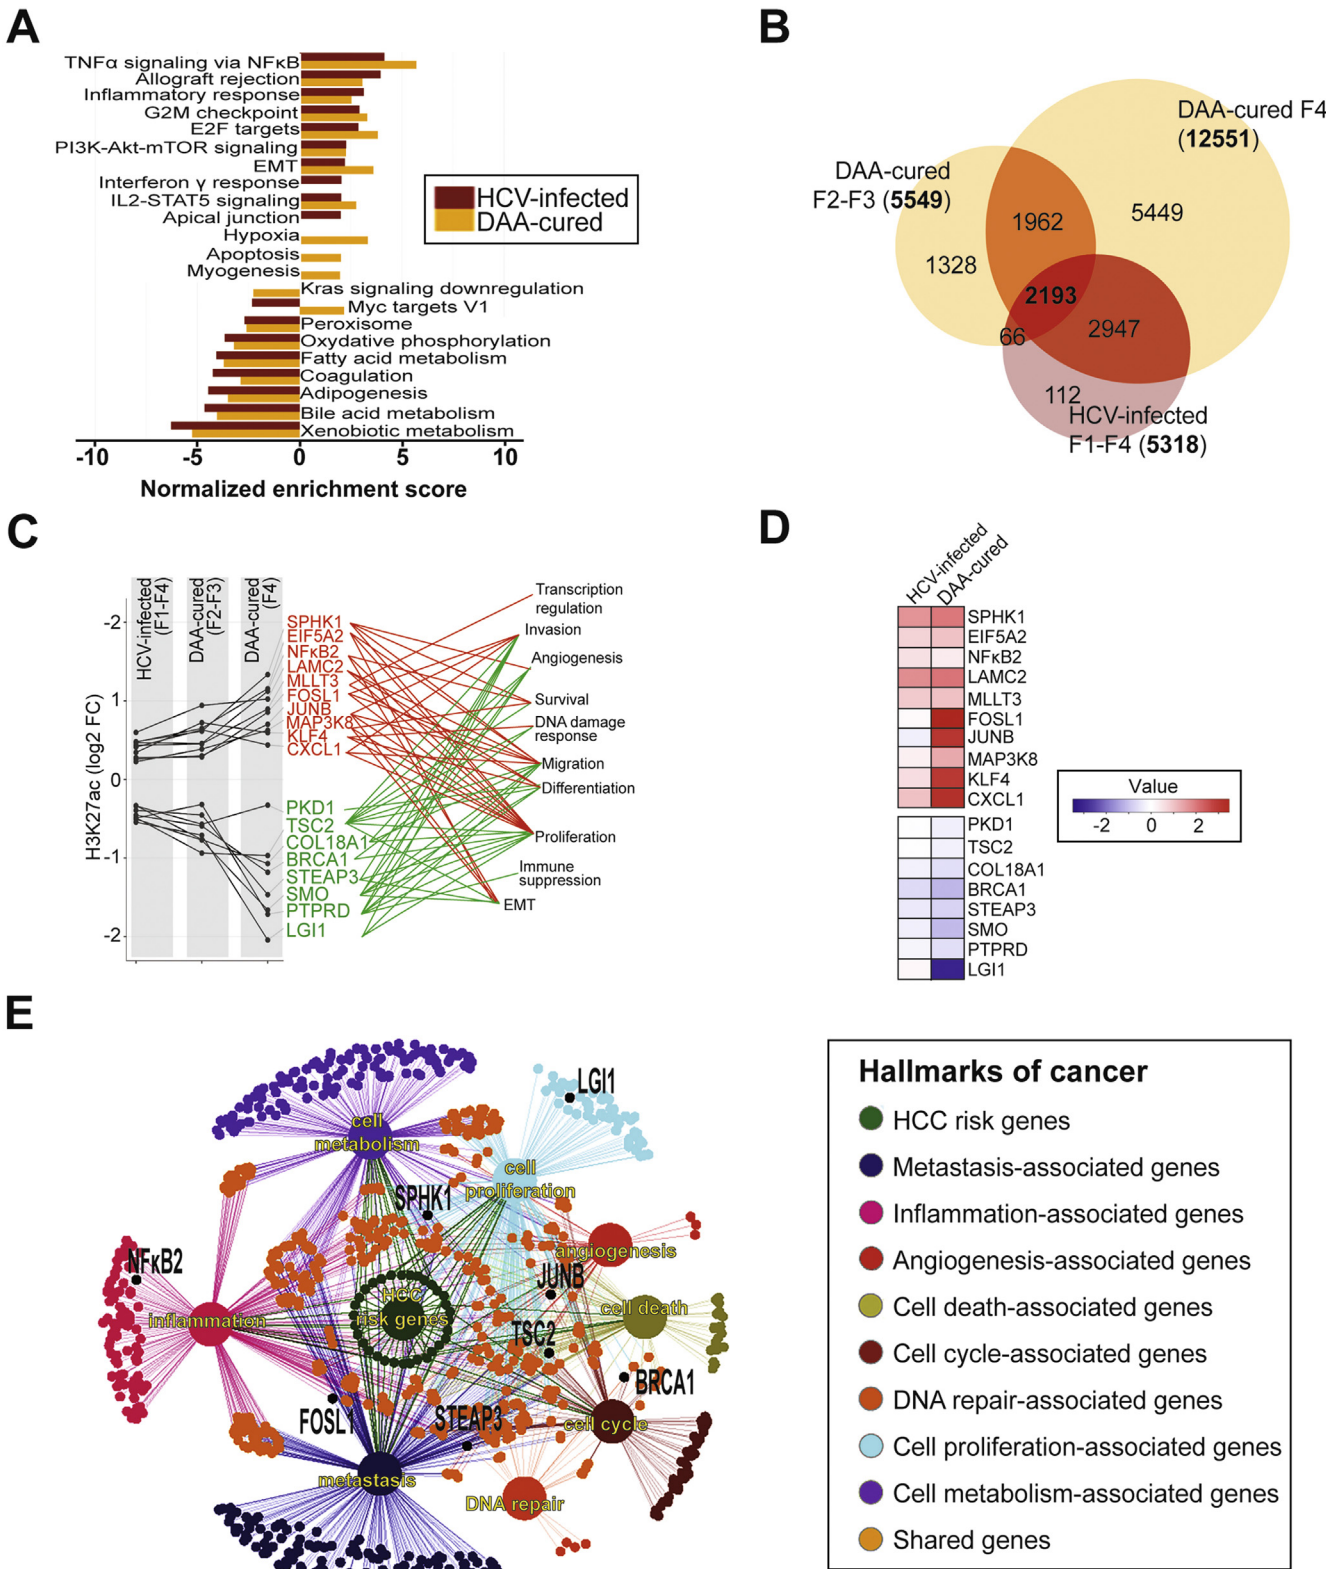 A
TNFα signaling via NFκB
Allograft rejection
Inflammatory response
G2M checkpoint
E2F targets
PI3K-Akt-mTOR signaling
EMT
Interferon γ response
IL2-STAT5 signaling
Apical junction
Hypoxia
Apoptosis
Myogenesis
Kras signaling downregulation
Myc targets V1
Peroxisome
Oxydative phosphorylation
Fatty acid metabolism
Coagulation
Adipogenesis
Bile acid metabolism
Xenobiotic metabolism
HCV-infected
DAA-cured
-10 -5 0 5 10
Normalized enrichment score
B
DAA-cured F4
(12551)
DAA-cured
F2-F3 (5549)
1962
5449
1328
2193
66
2947
112
HCV-infected
F1-F4 (5318)
C
HCV-infected
(F1-F4)
DAA-cured
(F2-F3)
DAA-cured
(F4)
H3K27ac (log2 FC)
-2
1
0
-1
-2
SPHK1
EIF5A2
NFκB2
LAMC2
MLLT3
FOSL1
JUNB
MAP3K8
KLF4
CXCL1
PKD1
TSC2
COL18A1
BRCA1
STEAP3
SMO
PTPRD
LGI1
Transcription
regulation
Invasion
Angiogenesis
Survival
DNA damage
response
Migration
Differentiation
Proliferation
Immune
suppression
EMT
D
HCV-infected
DAA-cured
SPHK1
EIF5A2
NFκB2
LAMC2
MLLT3
FOSL1
JUNB
MAP3K8
KLF4
CXCL1
PKD1
TSC2
COL18A1
BRCA1
STEAP3
SMO
PTPRD
LGI1
Value
-2 0 2
E
LGI1
cell
metabolism
cell
proliferation
SPHK1
angiogenesis
NFκB2
JUNB
HCC
risk genes
cell death
inflammation
TSC2
BRCA1
FOSL1
STEAP3
cell cycle
metastasis
DNA repair
Hallmarks of cancer
HCC risk genes
Metastasis-associated genes
Inflammation-associated genes
Angiogenesis-associated genes
Cell death-associated genes
Cell cycle-associated genes
DNA repair-associated genes
Cell proliferation-associated genes
Cell metabolism-associated genes
Shared genes